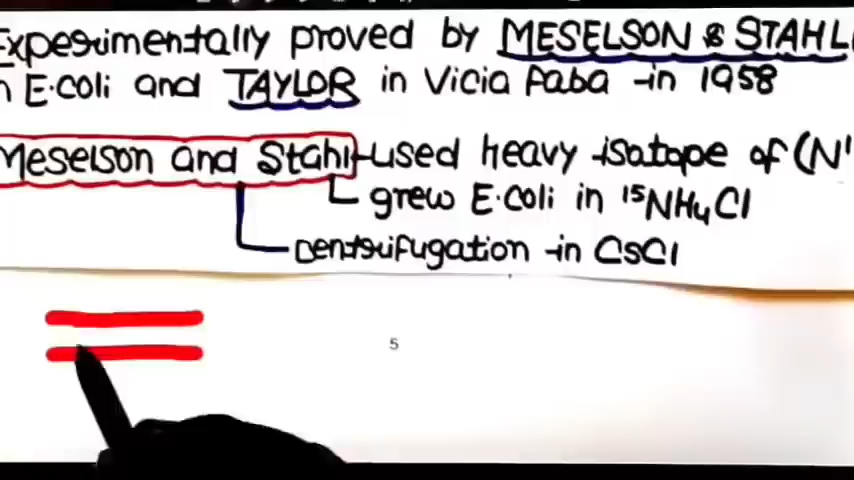 Experimentally proved by MESELSON & STAHL
E.coli and TAYLOR in Vicia faba in 1958
Meselson and Stahl used heavy isotope of (N
grew E.coli in ¹⁵NH₄Cl
Centrifugation in CsCl
5